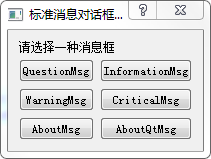 标准消息对话框...
请选择一种消息框
QuestionMsg InformationMsg
WarningMsg CriticalMsg
AboutMsg AboutQtMsg